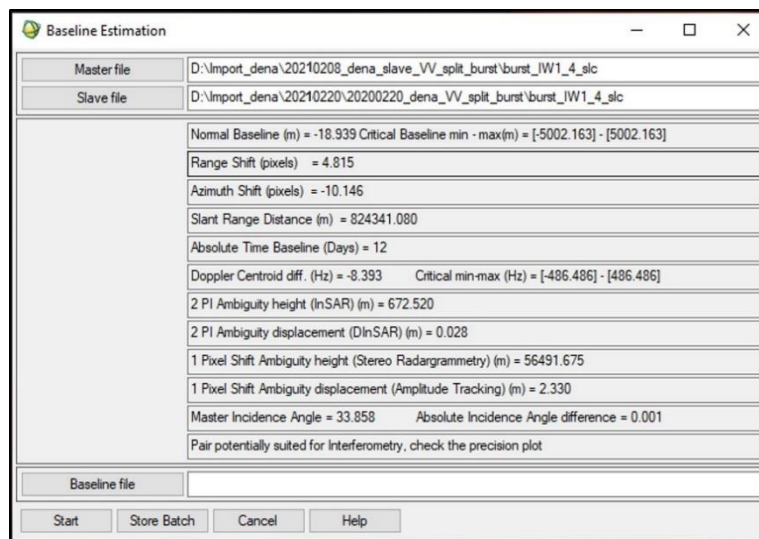 Baseline Estimation
Master file D:\Import_dena\20210208_dena_slave_VV_split_burst\burst_IW1_4_slc
Slave file D:\Import_dena\20210220\20200220_dena_VV_split_burst\burst_IW1_4_slc
Normal Baseline (m) = -18.939 Critical Baseline min - max(m) = [-5002.163] - [5002.163]
Range Shift (pixels) = 4.815
Azimuth Shift (pixels) = -10.146
Slant Range Distance (m) = 824341.080
Absolute Time Baseline (Days) = 12
Doppler Centroid diff. (Hz) = -8.393 Critical min-max (Hz) = [-486.486] - [486.486]
2 PI Ambiguity height (InSAR) (m) = 672.520
2 PI Ambiguity displacement (DInSAR) (m) = 0.028
1 Pixel Shift Ambiguity height (Stereo Radargrammetry) (m) = 56491.675
1 Pixel Shift Ambiguity displacement (Amplitude Tracking) (m) = 2.330
Master Incidence Angle = 33.858 Absolute Incidence Angle difference = 0.001
Pair potentially suited for Interferometry, check the precision plot
Baseline file
Start Store Batch Cancel Help